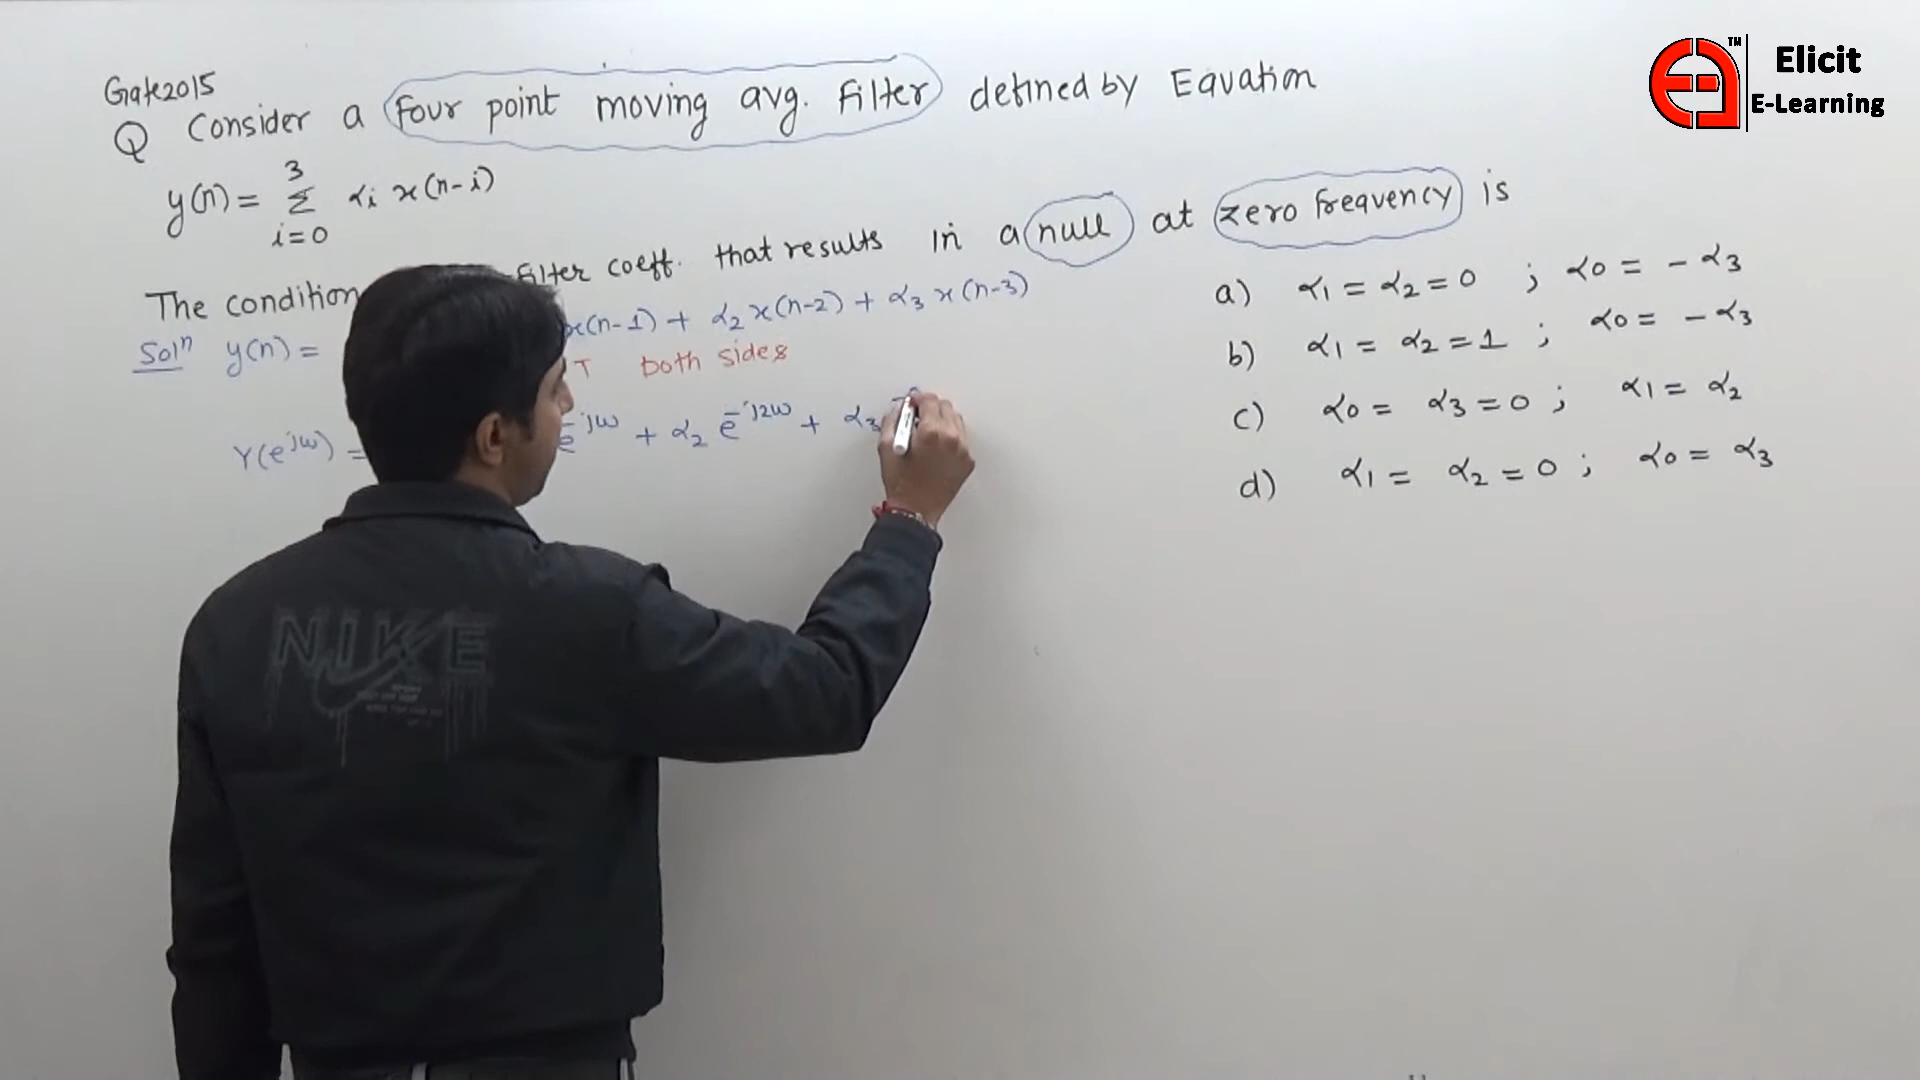 Gate2015
Q Consider a four point moving avg. Filter defined by Equation
y(n) = 3 Σ i=0 αi x(n-i)
The condition Filter coeff. that results in a null at zero frequency is
Solⁿ y(n) = x(n-1) + α2 x(n-2) + α3 x(n-3)
T both sides
Y(e^jω) = e^-jω + α2 e^-j2ω + α3
a) α1 = α2 = 0 ; α0 = - α3
b) α1 = α2 = 1 ; α0 = - α3
c) α0 = α3 = 0 ; α1 = α2
d) α1 = α2 = 0 ; α0 = α3
NIKE
TM
Elicit
E-Learning